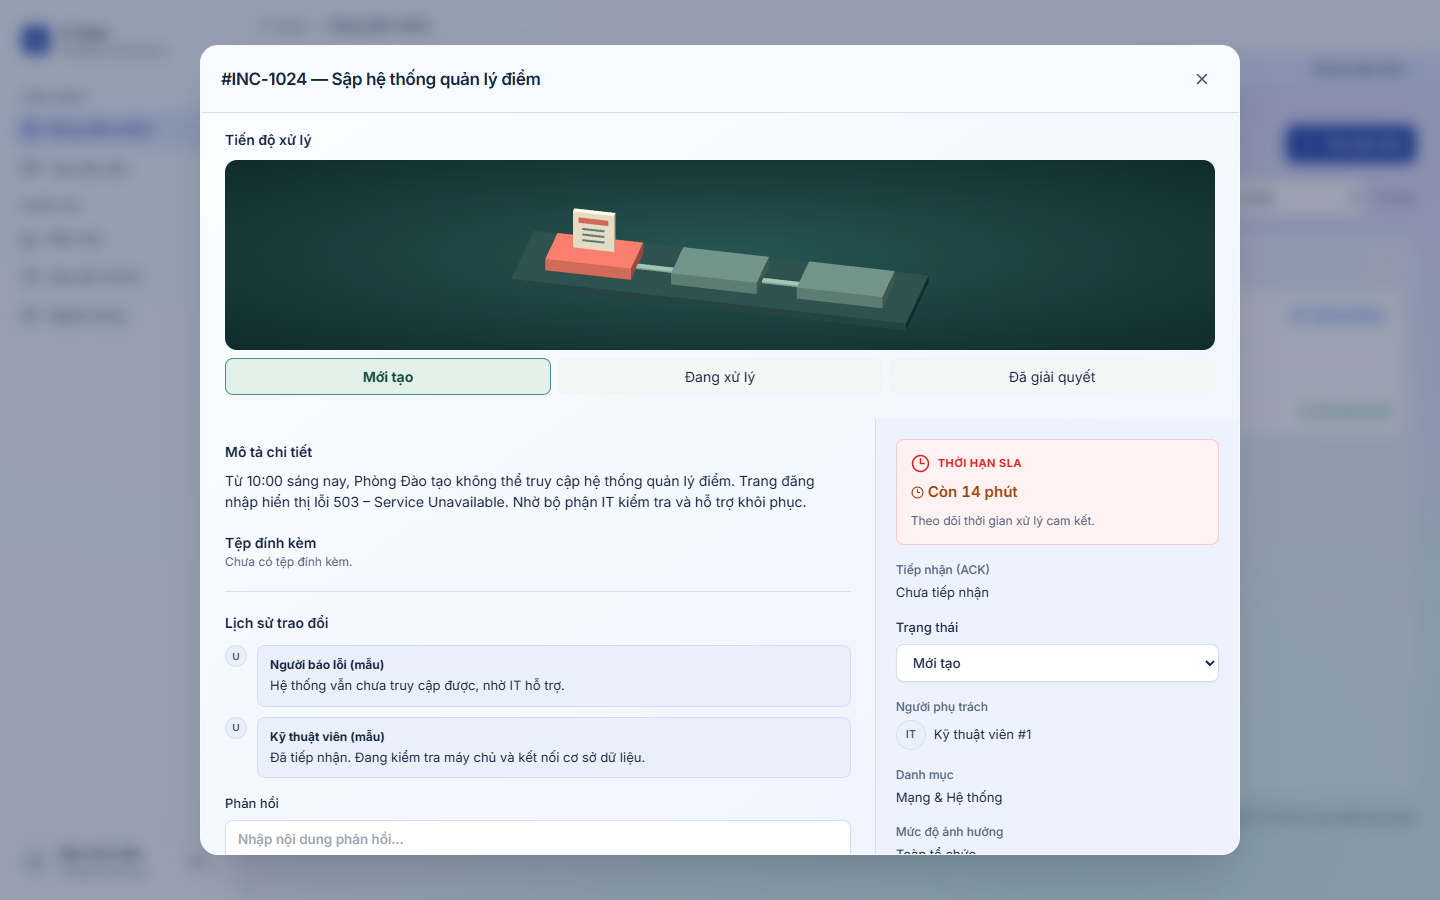 #INC-1024 — Sập hệ thống quản lý điểm
Tiến độ xử lý
Mới tạo
Đang xử lý
Đã giải quyết
Mô tả chi tiết
Từ 10:00 sáng nay, Phòng Đào tạo không thể truy cập hệ thống quản lý điểm. Trang đăng
nhập hiển thị lỗi 503 – Service Unavailable. Nhờ bộ phận IT kiểm tra và hỗ trợ khôi phục.
Tệp đính kèm
Chưa có tệp đính kèm.
Lịch sử trao đổi
U
Người báo lỗi (mẫu)
Hệ thống vẫn chưa truy cập được, nhờ IT hỗ trợ.
U
Kỹ thuật viên (mẫu)
Đã tiếp nhận. Đang kiểm tra máy chủ và kết nối cơ sở dữ liệu.
Phản hồi
Nhập nội dung phản hồi...
THỜI HẠN SLA
Còn 14 phút
Theo dõi thời gian xử lý cam kết.
Tiếp nhận (ACK)
Chưa tiếp nhận
Trạng thái
Mới tạo
Người phụ trách
IT
Kỹ thuật viên #1
Danh mục
Mạng & Hệ thống
Mức độ ảnh hưởng
Toàn tổ chức